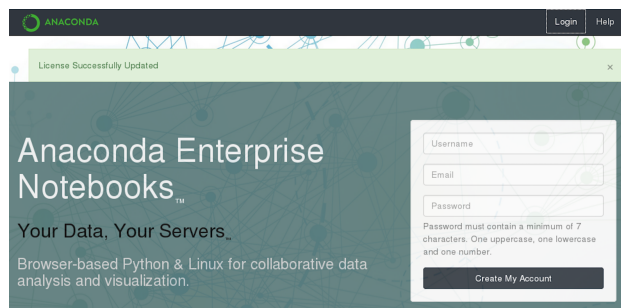 ANACONDA
Login
Help
License Successfully Updated
×
Anaconda Enterprise
Notebooks™
Your Data, Your Servers™
Browser-based Python & Linux for collaborative data
analysis and visualization.
Username
Email
Password
Password must contain a minimum of 7
characters. One uppercase, one lowercase
and one number.
Create My Account